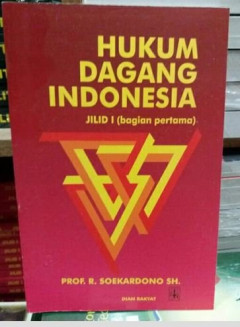 HUKUM
DAGANG
INDONESIA
JILID I (bagian pertama)
PROF. R. SOEKARDONO SH.
DIAN RAKYAT